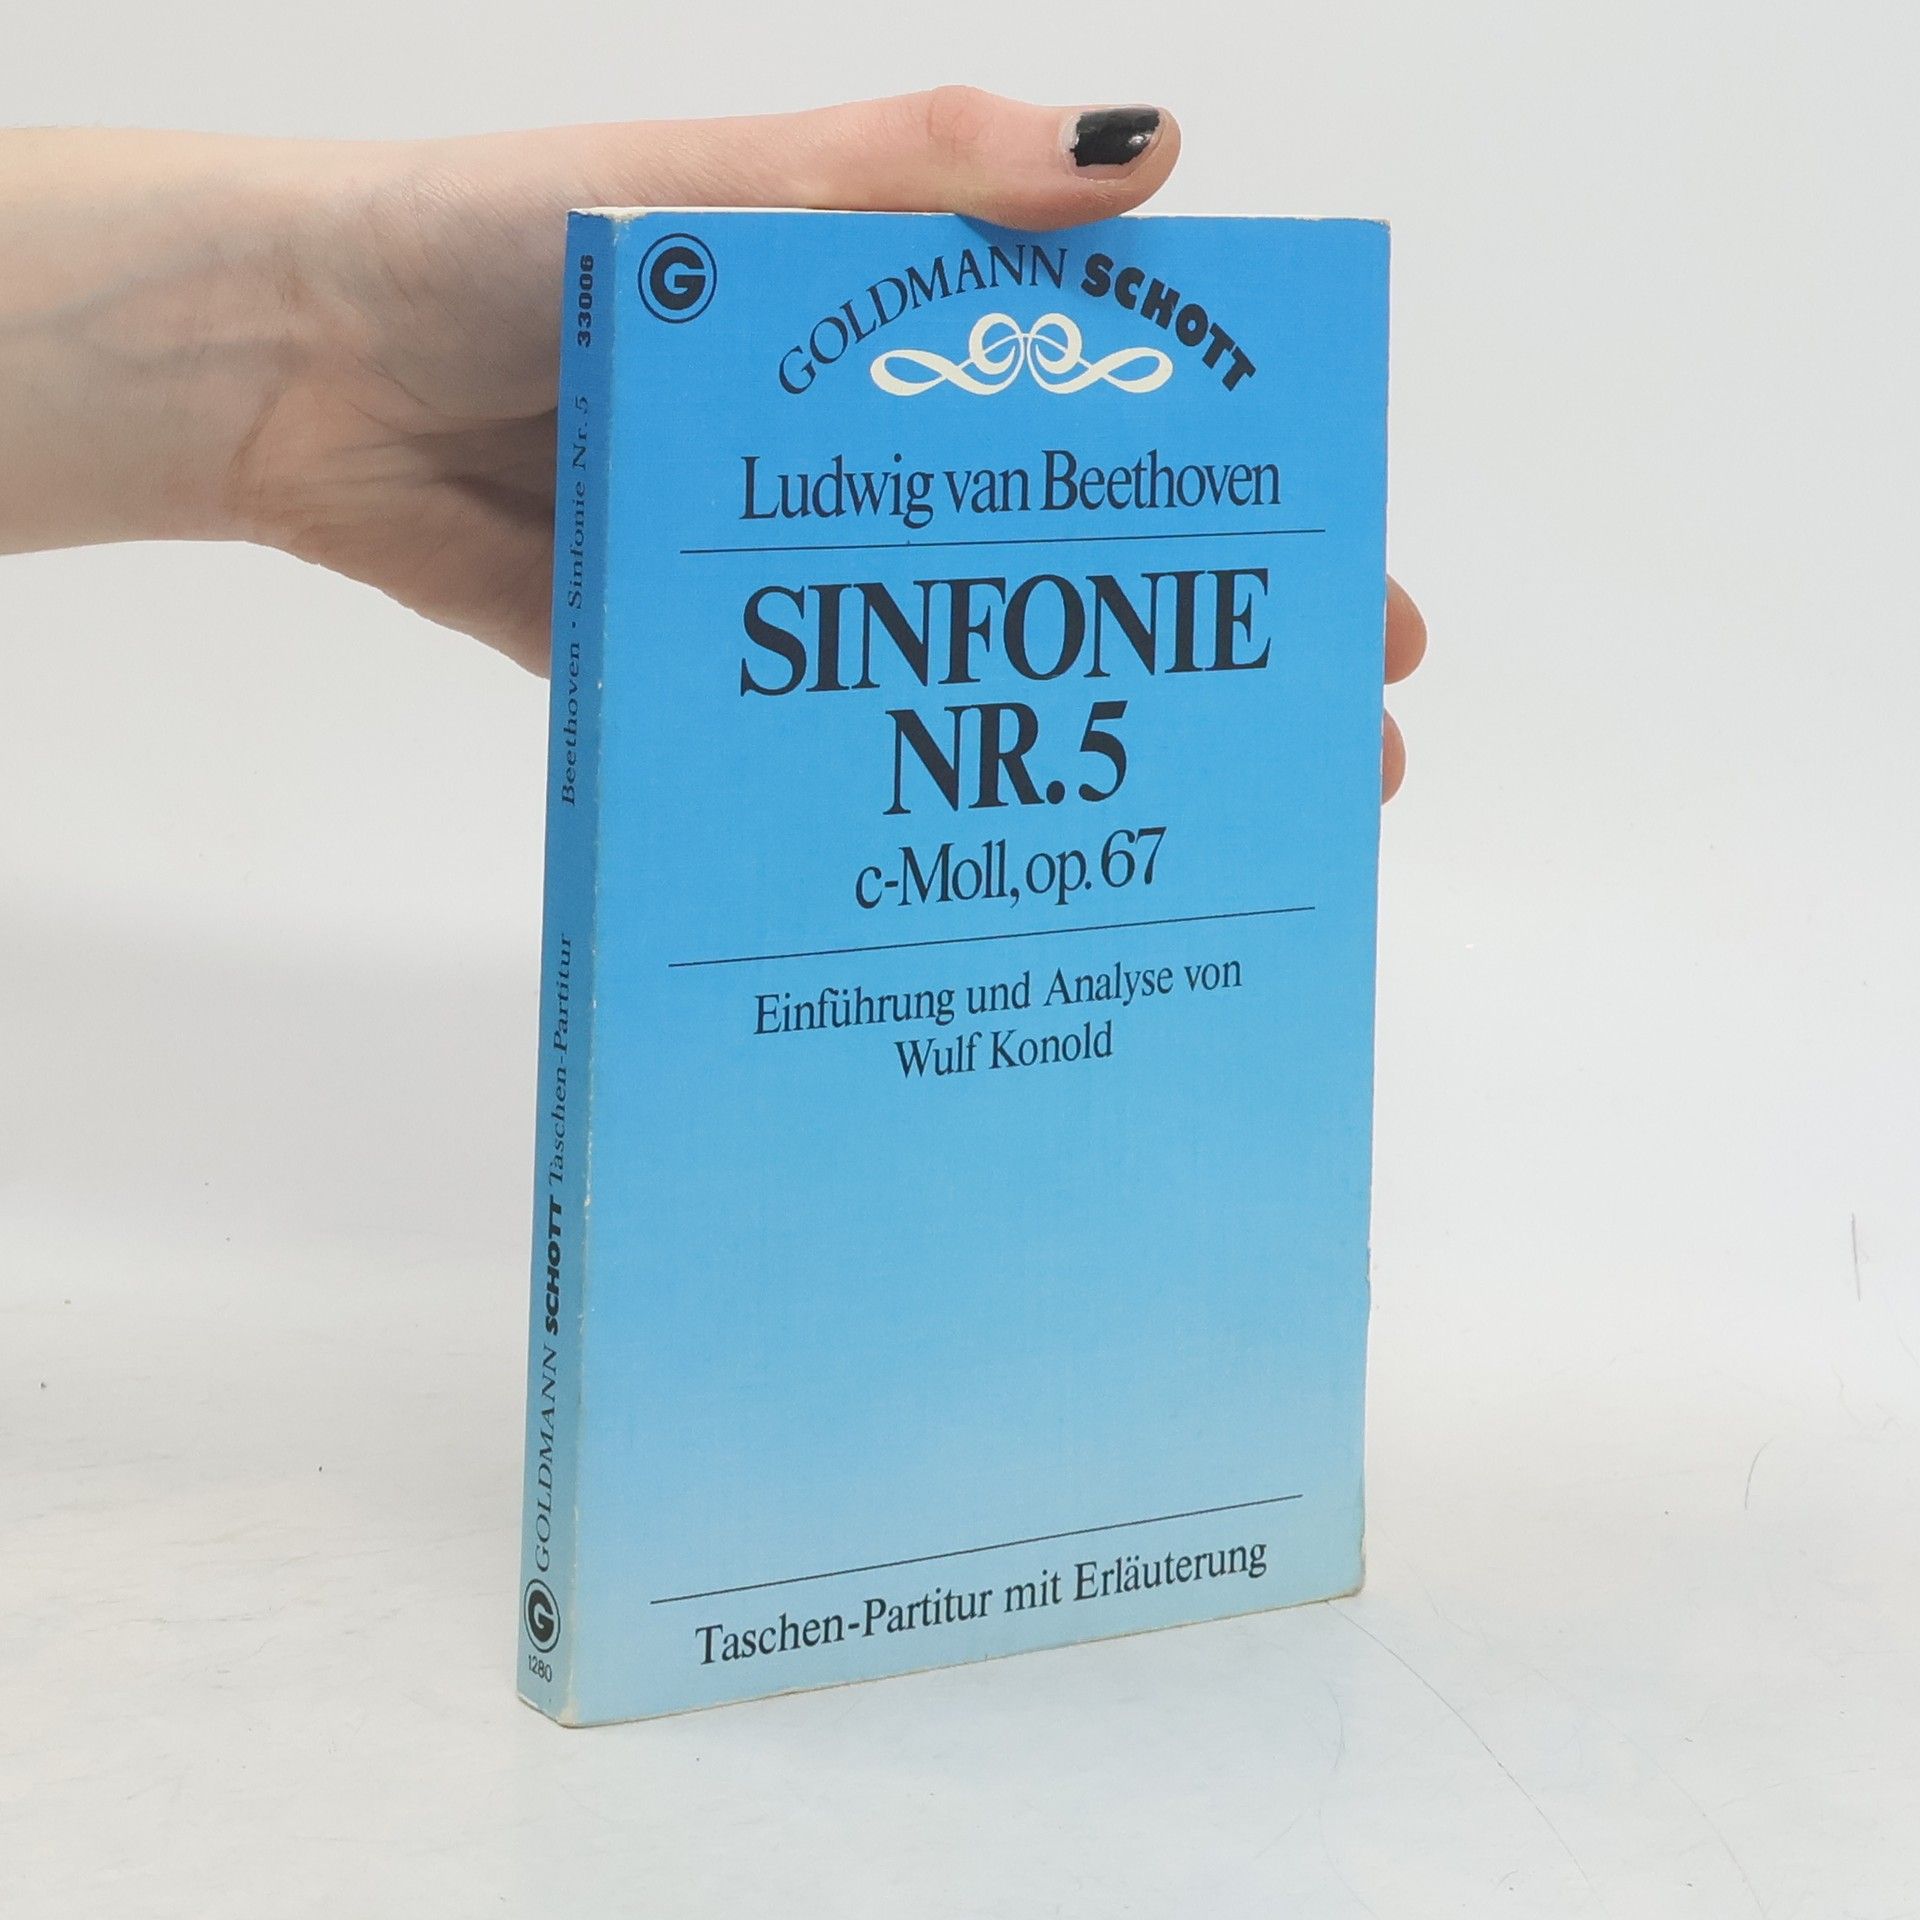 G
GOLDMANN SCHOTT
Ludwig van Beethoven
SINFONIE
NR. 5
c-Moll, op. 67
Einführung und Analyse von
Wulf Konold
Taschen-Partitur mit Erläuterung
G GOLDMANN SCHOTT Taschen-Partitur Beethoven · Sinfonie Nr. 5 33006
1280